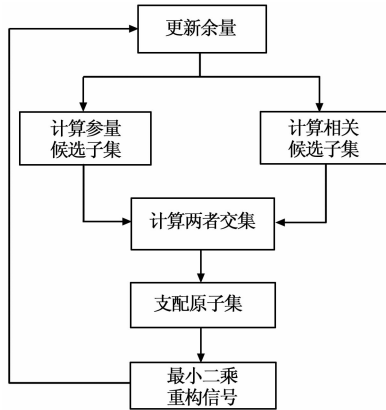 更新余量
计算参量
候选子集
计算相关
候选子集
计算两者交集
支配原子集
最小二乘
重构信号